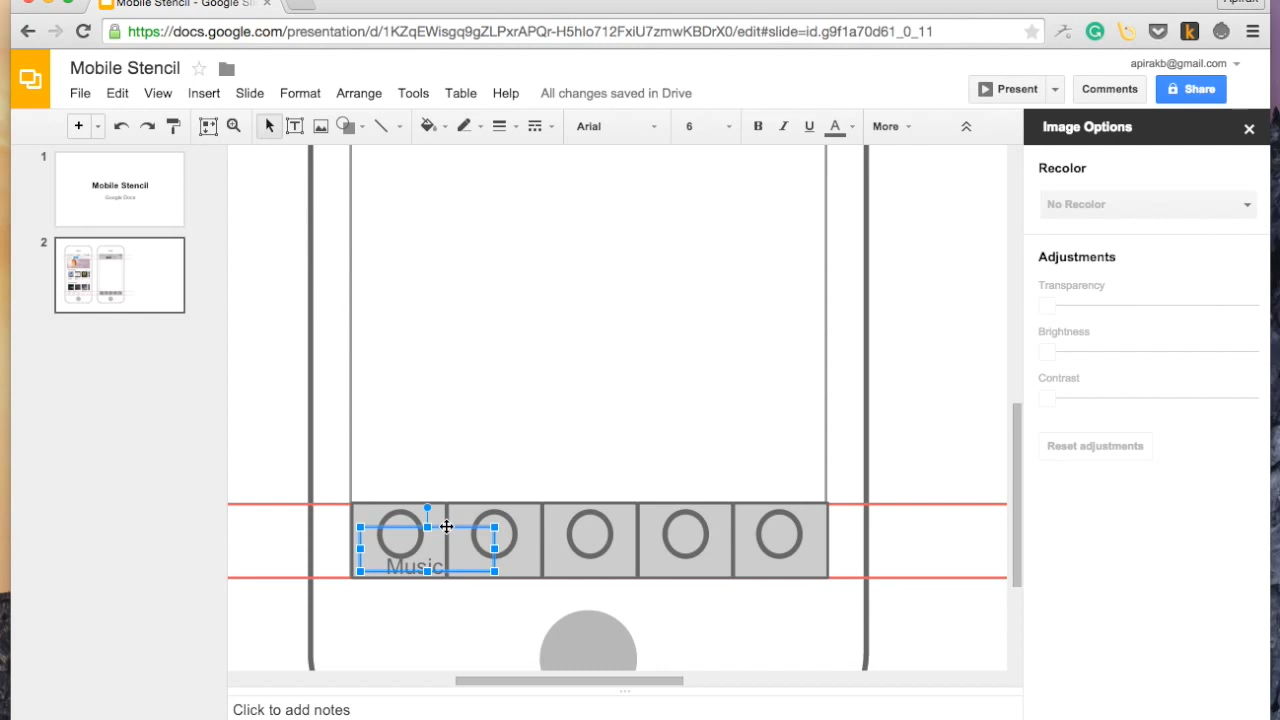 Mobile Stencil - Google Sli
Apirak
https://docs.google.com/presentation/d/1KZqEWisgq9gZLPxrAPQr-H5hIo712FxiU7zmwKBDrX0/edit#slide=id.g9f1a70d61_0_11
Mobile Stencil
apirakb@gmail.com
File Edit View Insert Format Arrange Tools Table Help All changes saved in Drive
Present Comments Share
Arial 6 B I U A More
Image Options
1
Mobile Stencil
Google Docs
2
Recolor
No Recolor
Adjustments
Transparency
Brightness
Contrast
Reset adjustments
Music
Click to add notes